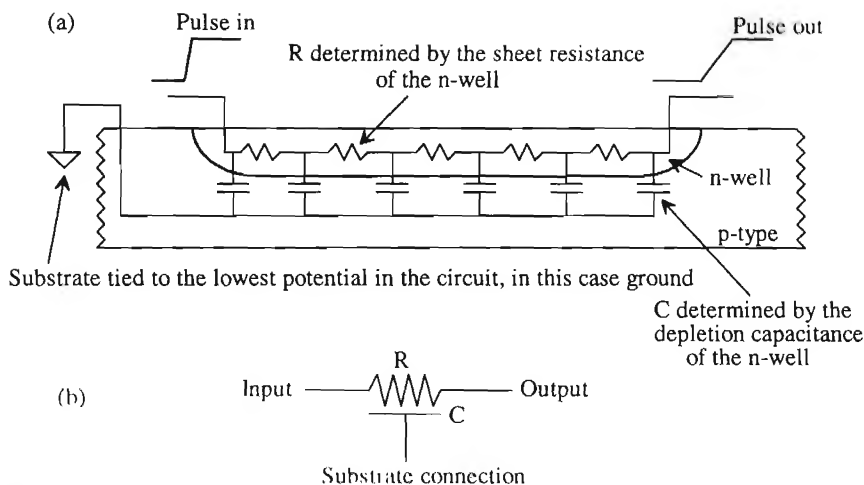 (a)
Pulse in
R determined by the sheet resistance
of the n-well
Pulse out
n-well
p-type
Substrate tied to the lowest potential in the circuit, in this case ground
C determined by the
depletion capacitance
of the n-well
(b)
R
Input
Output
C
Substrate connection